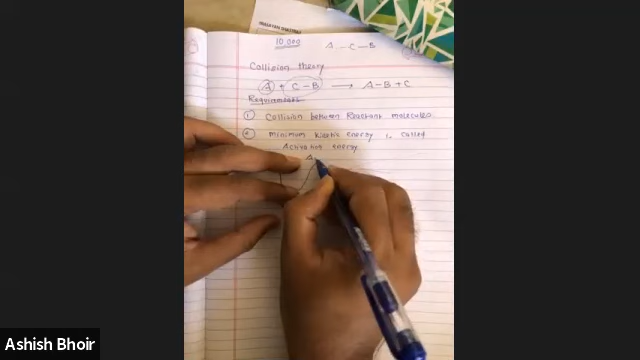 10,000
A - C - B
Collision theory
A + C - B → A - B + C
Requirements
① Collision between Reactant molecules
② minimum kinetic energy is called
Activation energy
A
Ashish Bhoir